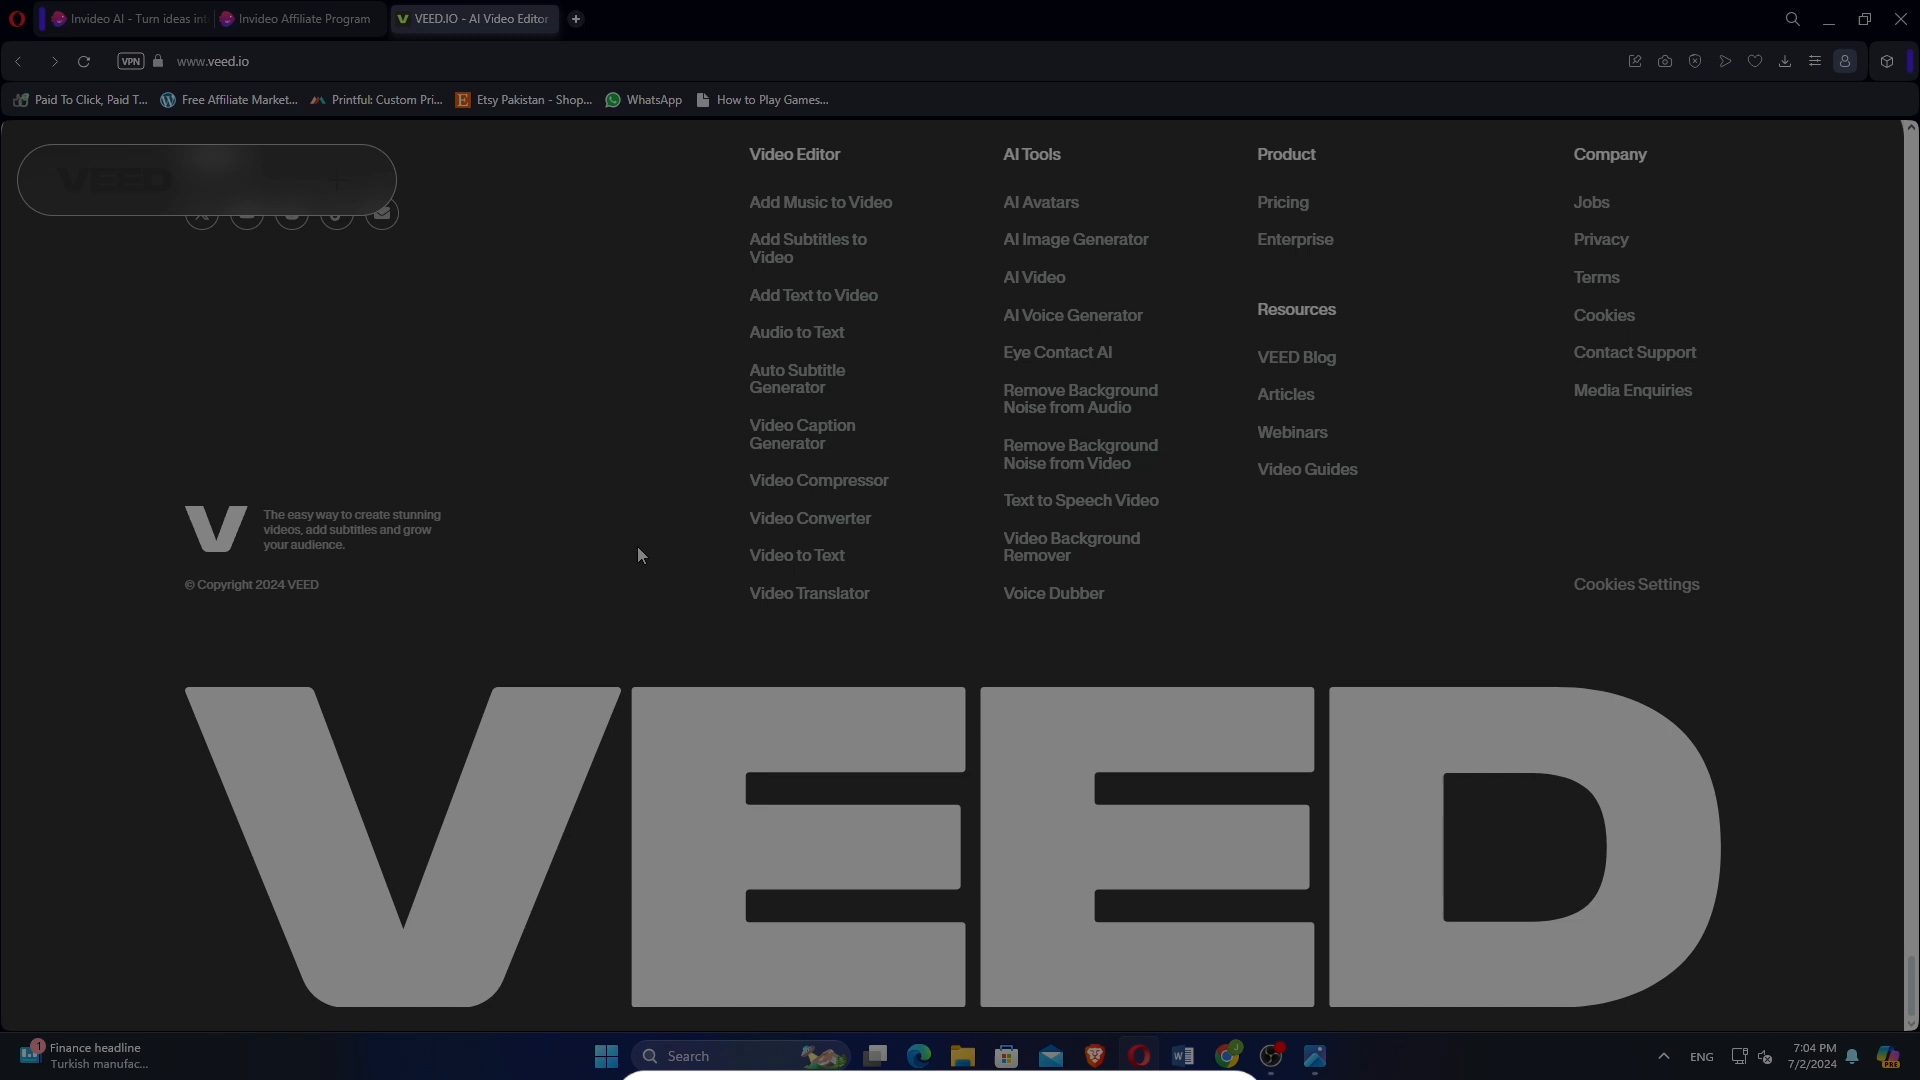 Invideo AI - Turn ideas int
Invideo Affiliate Program
VEED.IO - AI Video Editor
VPN
www.veed.io
Paid To Click, Paid T...
Free Affiliate Market...
Printful: Custom Pri...
Etsy Pakistan - Shop...
WhatsApp
How to Play Games...
VEED
Video Editor
Add Music to Video
Add Subtitles to
Video
Add Text to Video
Audio to Text
Auto Subtitle
Generator
Video Caption
Generator
Video Compressor
Video Converter
Video to Text
Video Translator
AI Tools
AI Avatars
AI Image Generator
AI Video
AI Voice Generator
Eye Contact AI
Remove Background
Noise from Audio
Remove Background
Noise from Video
Text to Speech Video
Video Background
Remover
Voice Dubber
Product
Pricing
Enterprise
Resources
VEED Blog
Articles
Webinars
Video Guides
Company
Jobs
Privacy
Terms
Cookies
Contact Support
Media Enquiries
Cookies Settings
V
The easy way to create stunning
videos, add subtitles and grow
your audience.
© Copyright 2024 VEED
VEED
1
Finance headline
Turkish manufac...
Search
ENG
7:04 PM
7/2/2024
PRE